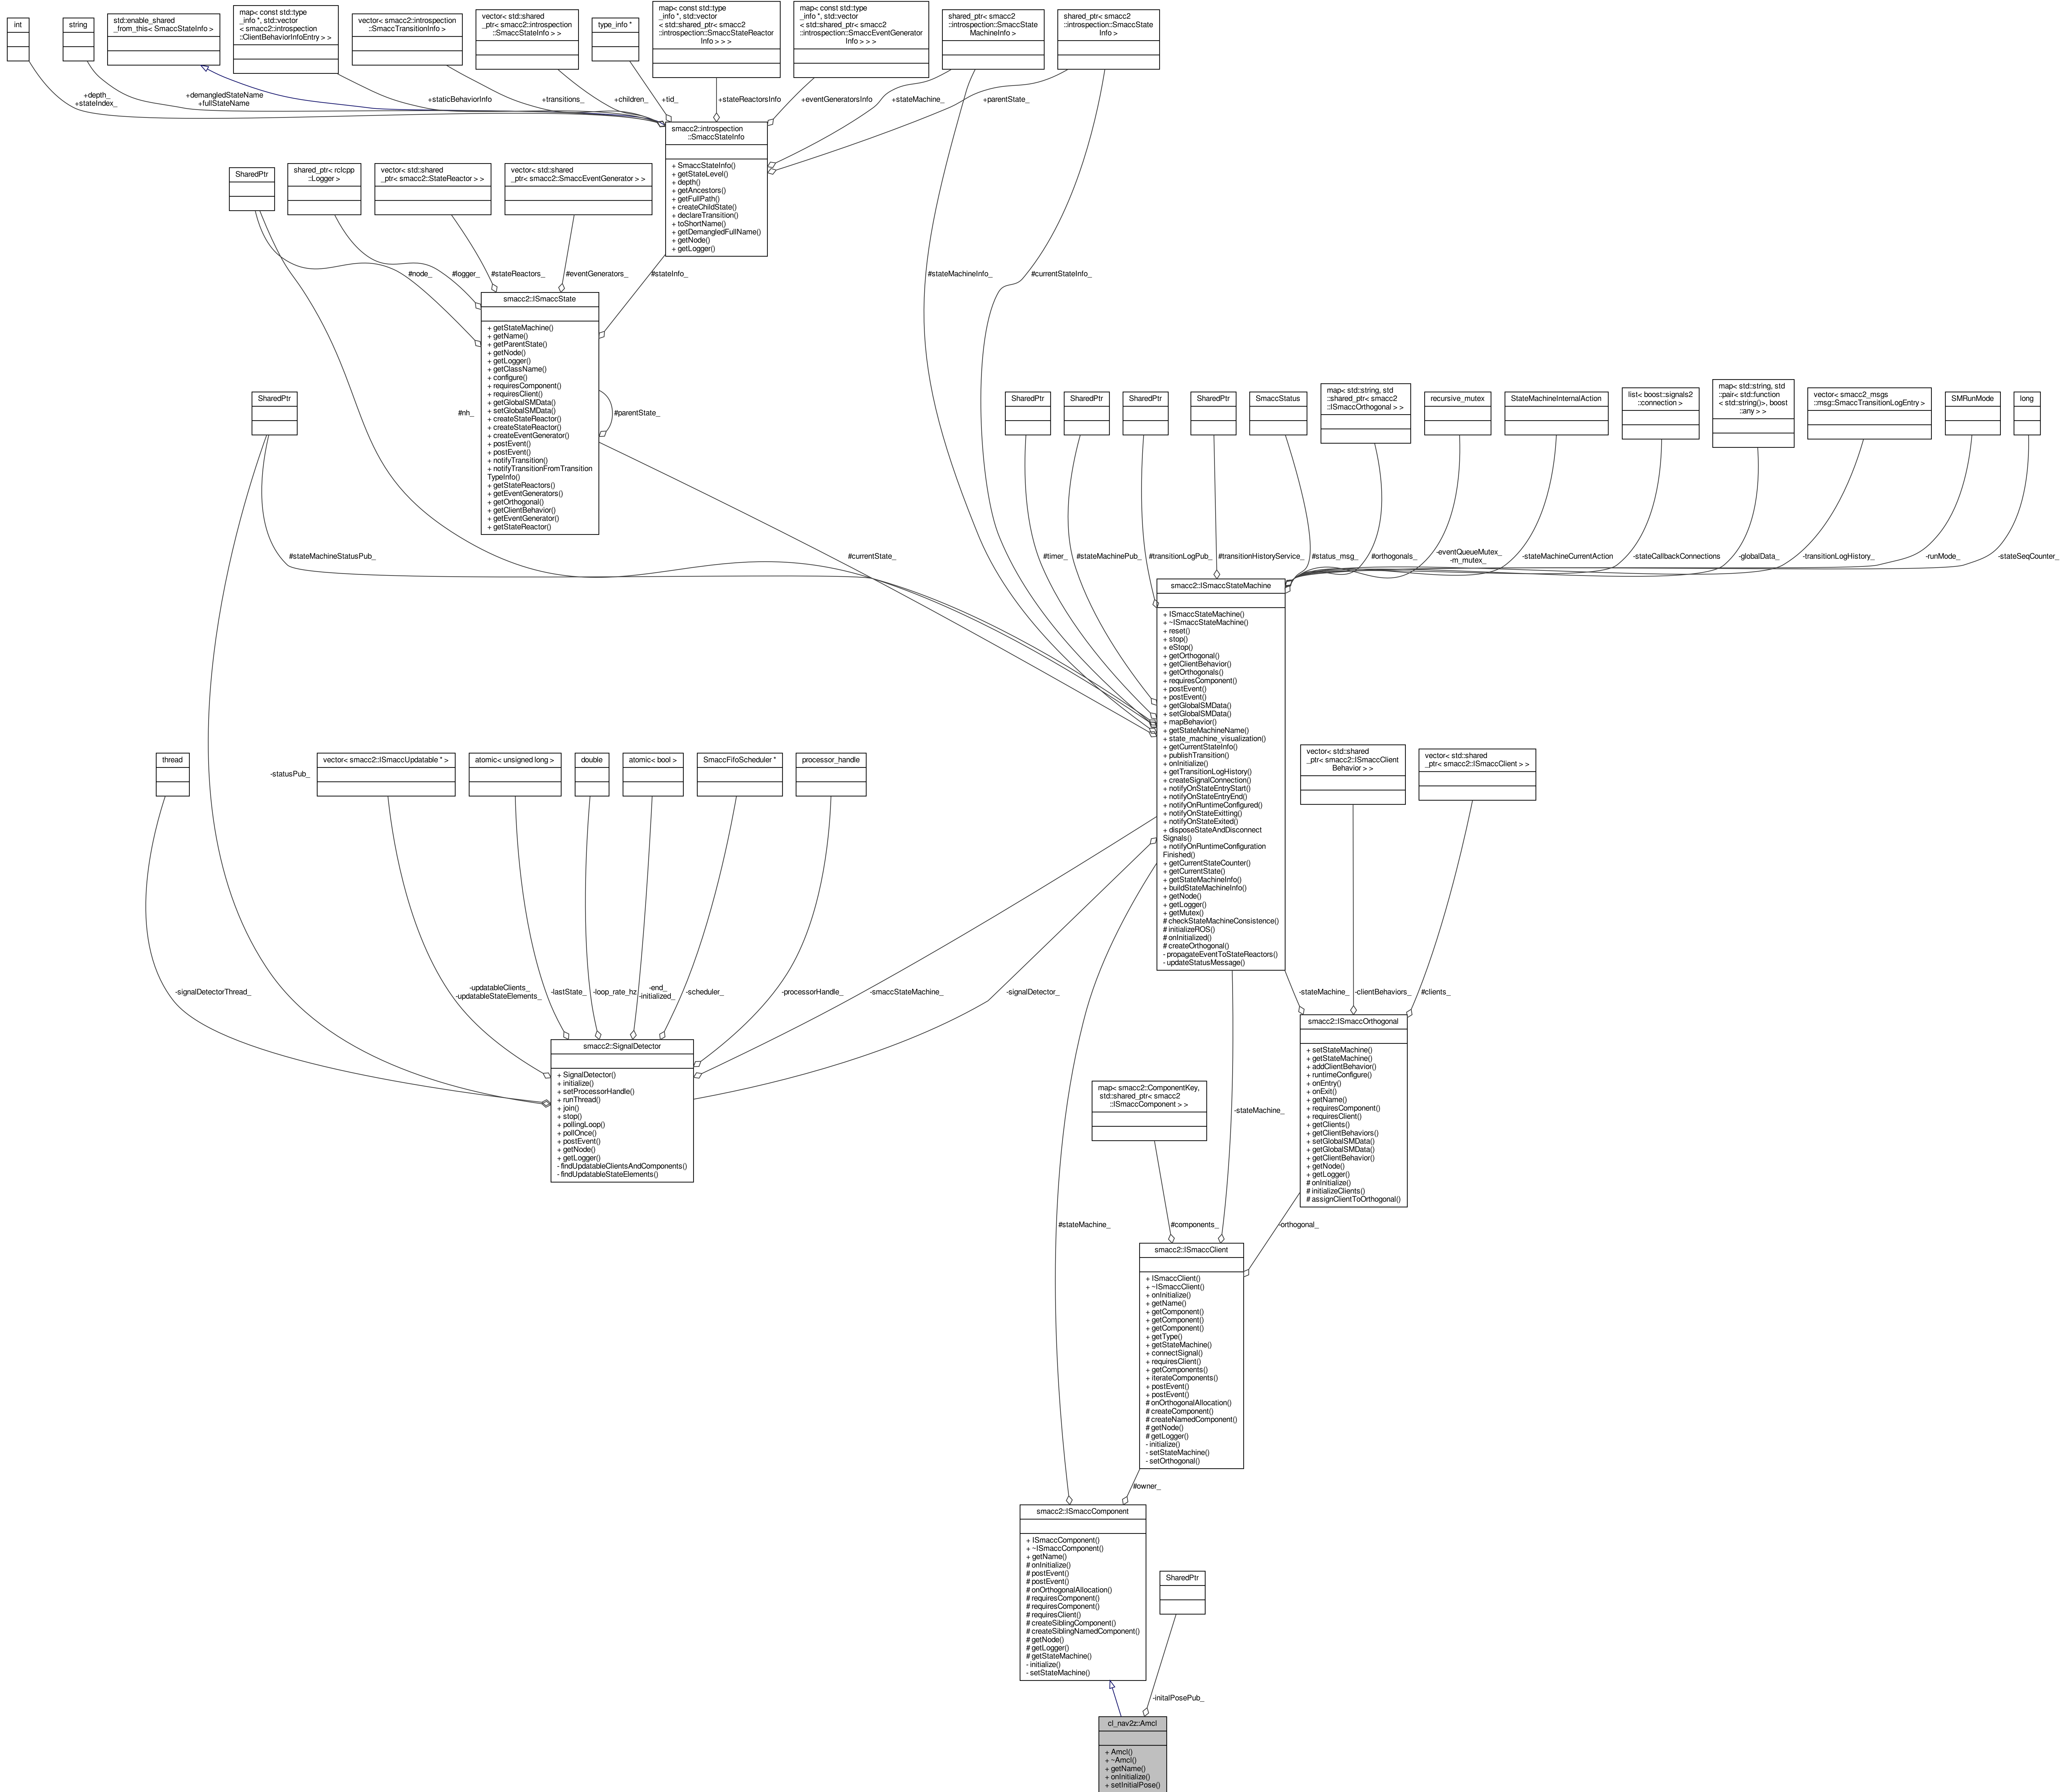 int
string
std::enable_shared
_from_this< SmaccStateInfo >
map< const std::type
_info *, std::vector
< smacc2::introspection
::ClientBehaviorInfoEntry > >
vector< smacc2::introspection
::SmaccTransitionInfo >
vector< std::shared
_ptr< smacc2::introspection
::SmaccStateInfo > >
type_info *
map< const std::type
_info *, std::vector
< std::shared_ptr< smacc2
::introspection::SmaccStateReactor
Info > > >
map< const std::type
_info *, std::vector
< std::shared_ptr< smacc2
::introspection::SmaccEventGenerator
Info > > >
shared_ptr< smacc2
::introspection::SmaccState
MachineInfo >
shared_ptr< smacc2
::introspection::SmaccState
Info >
+depth_
+stateIndex_
+demangledStateName
+fullStateName
+staticBehaviorInfo
+transitions_
+children_
+tid_
+stateReactorsInfo
+eventGeneratorsInfo
+stateMachine_
+parentState_
smacc2::introspection
::SmaccStateInfo
+ SmaccStateInfo()
+ getStateLevel()
+ depth()
+ getAncestors()
+ getFullPath()
+ createChildState()
+ declareTransition()
+ toShortName()
+ getDemangledFullName()
+ getNode()
+ getLogger()
SharedPtr
shared_ptr< rclcpp
::Logger >
vector< std::shared
_ptr< smacc2::StateReactor > >
vector< std::shared
_ptr< smacc2::SmaccEventGenerator > >
#node_
#logger_
#stateReactors_
#eventGenerators_
#stateInfo_
#stateMachineInfo_
#currentStateInfo_
smacc2::ISmaccState
+ getStateMachine()
+ getName()
+ getParentState()
+ getNode()
+ getLogger()
+ getClassName()
+ configure()
+ requiresComponent()
+ requiresClient()
+ getGlobalSMData()
+ setGlobalSMData()
+ createStateReactor()
+ createStateReactor()
+ createEventGenerator()
+ postEvent()
+ postEvent()
+ notifyTransition()
+ notifyTransitionFromTransition
TypeInfo()
+ getStateReactors()
+ getEventGenerators()
+ getOrthogonal()
+ getClientBehavior()
+ getEventGenerator()
+ getStateReactor()
#nh_
#parentState_
SharedPtr
SharedPtr
SharedPtr
SharedPtr
SharedPtr
SmaccStatus
map< std::string, std
::shared_ptr< smacc2
::ISmaccOrthogonal > >
recursive_mutex
StateMachineInternalAction
list< boost::signals2
::connection >
map< std::string, std
::pair< std::function
< std::string()>, boost
::any > >
vector< smacc2_msgs
::msg::SmaccTransitionLogEntry >
SMRunMode
long
#stateMachineStatusPub_
#currentState_
#timer_
#stateMachinePub_
#transitionLogPub_
#transitionHistoryService_
#status_msg_
#orthogonals_
-eventQueueMutex_
-m_mutex_
-stateMachineCurrentAction
-stateCallbackConnections
-globalData_
-transitionLogHistory_
-runMode_
-stateSeqCounter_
smacc2::ISmaccStateMachine
+ ISmaccStateMachine()
+ ~ISmaccStateMachine()
+ reset()
+ stop()
+ eStop()
+ getOrthogonal()
+ getClientBehavior()
+ getOrthogonals()
+ requiresComponent()
+ postEvent()
+ postEvent()
+ getGlobalSMData()
+ setGlobalSMData()
+ mapBehavior()
+ getStateMachineName()
+ state_machine_visualization()
+ getCurrentStateInfo()
+ publishTransition()
+ onInitialize()
+ getTransitionLogHistory()
+ createSignalConnection()
+ notifyOnStateEntryStart()
+ notifyOnStateEntryEnd()
+ notifyOnRuntimeConfigured()
+ notifyOnStateExitting()
+ notifyOnStateExited()
+ disposeStateAndDisconnect
Signals()
+ notifyOnRuntimeConfiguration
Finished()
+ getCurrentStateCounter()
+ getCurrentState()
+ getStateMachineInfo()
+ buildStateMachineInfo()
+ getNode()
+ getLogger()
+ getMutex()
# checkStateMachineConsistence()
# initializeROS()
# onInitialized()
# createOrthogonal()
- propagateEventToStateReactors()
- updateStatusMessage()
thread
-statusPub_
vector< smacc2::ISmaccUpdatable * >
atomic< unsigned long >
double
atomic< bool >
SmaccFifoScheduler *
processor_handle
vector< std::shared
_ptr< smacc2::ISmaccClient
Behavior > >
vector< std::shared
_ptr< smacc2::ISmaccClient > >
-signalDetectorThread_
-updatableClients_
-updatableStateElements_
-lastState_
-loop_rate_hz
-end_
-initialized_
-scheduler_
-processorHandle_
-smaccStateMachine_
-signalDetector_
-stateMachine_
-clientBehaviors_
#clients_
smacc2::SignalDetector
+ SignalDetector()
+ initialize()
+ setProcessorHandle()
+ runThread()
+ join()
+ stop()
+ pollingLoop()
+ pollOnce()
+ postEvent()
+ getNode()
+ getLogger()
- findUpdatableClientsAndComponents()
- findUpdatableStateElements()
smacc2::ISmaccOrthogonal
+ setStateMachine()
+ getStateMachine()
+ addClientBehavior()
+ runtimeConfigure()
+ onEntry()
+ onExit()
+ getName()
+ requiresComponent()
+ requiresClient()
+ getClients()
+ getClientBehaviors()
+ setGlobalSMData()
+ getGlobalSMData()
+ getClientBehavior()
+ getNode()
+ getLogger()
# onInitialize()
# initializeClients()
# assignClientToOrthogonal()
map< smacc2::ComponentKey,
std::shared_ptr< smacc2
::ISmaccComponent > >
-stateMachine_
#stateMachine_
#components_
-orthogonal_
smacc2::ISmaccClient
+ ISmaccClient()
+ ~ISmaccClient()
+ onInitialize()
+ getName()
+ getComponent()
+ getComponent()
+ getComponent()
+ getType()
+ getStateMachine()
+ connectSignal()
+ requiresClient()
+ getComponents()
+ iterateComponents()
+ postEvent()
+ postEvent()
# onOrthogonalAllocation()
# createComponent()
# createNamedComponent()
# getNode()
# getLogger()
- initialize()
- setStateMachine()
- setOrthogonal()
#owner_
smacc2::ISmaccComponent
+ ISmaccComponent()
+ ~ISmaccComponent()
+ getName()
# onInitialize()
# postEvent()
# postEvent()
# onOrthogonalAllocation()
# requiresComponent()
# requiresComponent()
# requiresClient()
# createSiblingComponent()
# createSiblingNamedComponent()
# getNode()
# getLogger()
# getStateMachine()
- initialize()
- setStateMachine()
SharedPtr
-initalPosePub_
cl_nav2z::Amcl
+ Amcl()
+ ~Amcl()
+ getName()
+ onInitialize()
+ setInitialPose()